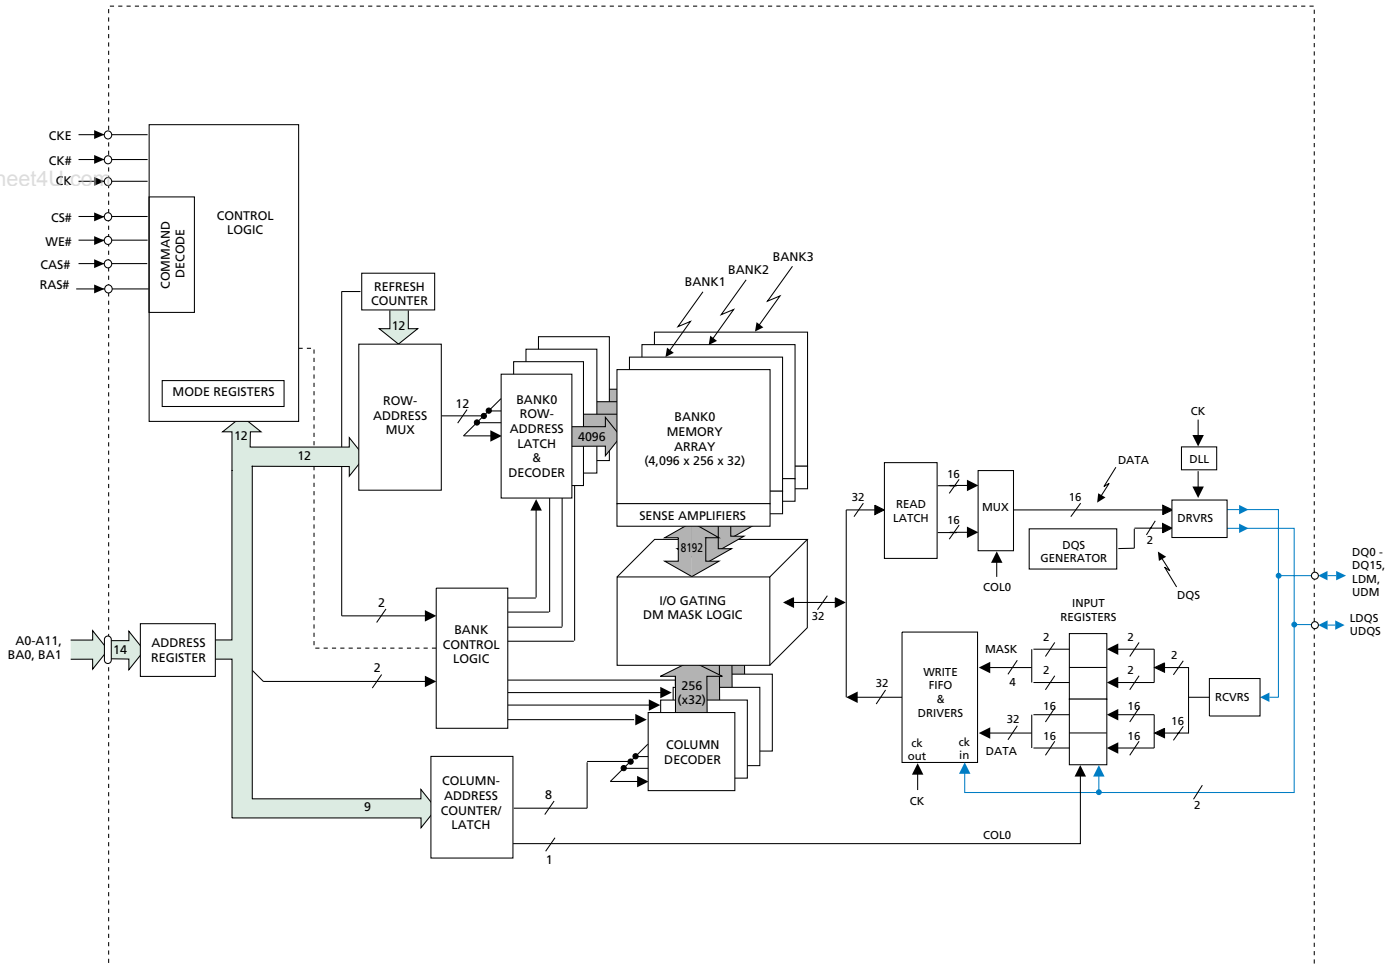 CKE
CK#
neet4U.com
CK
CS#
WE#
CAS#
RAS#
COMMAND
DECODE
CONTROL
LOGIC
MODE REGISTERS
12
12
REFRESH
COUNTER
12
ROW-
ADDRESS
MUX
12
BANK0
ROW-
ADDRESS
LATCH
&
DECODER
4096
BANK1
BANK2
BANK3
BANK0
MEMORY
ARRAY
(4,096 x 256 x 32)
SENSE AMPLIFIERS
8192
I/O GATING
DM MASK LOGIC
32
A0-A11,
BA0, BA1
14
ADDRESS
REGISTER
2
2
BANK
CONTROL
LOGIC
256
(x32)
COLUMN
DECODER
9
COLUMN-
ADDRESS
COUNTER/
LATCH
8
1
COL0
32
READ
LATCH
16
16
MUX
COL0
16
DATA
DQS
GENERATOR
2
DQS
CK
DLL
DRVRS
DQ0 -
DQ15,
LDM,
UDM
LDQS
UDQS
32
WRITE
FIFO
&
DRIVERS
ck
out
ck
in
CK
MASK
4
32
DATA
INPUT
REGISTERS
2
2
16
16
2
2
16
16
2
16
RCVRS
2